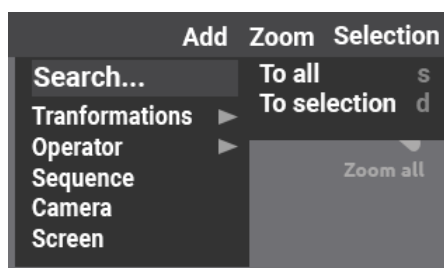 Add Zoom Selection
Search...
Tranformations
Operator
Sequence
Camera
Screen
To all s
To selection d
Zoom all